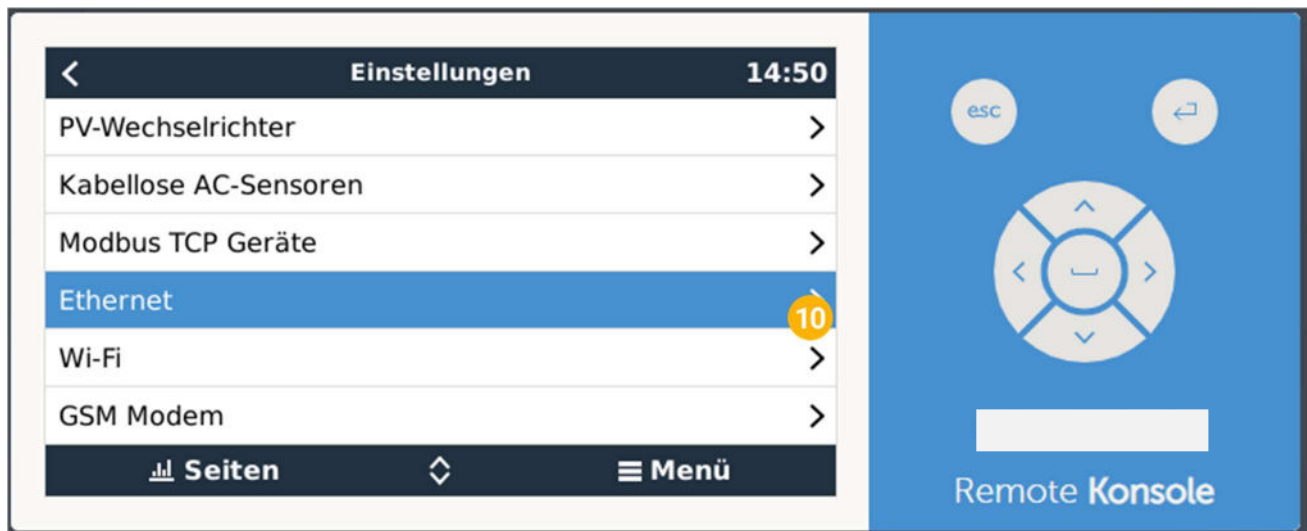 Einstellungen 14:50
PV-Wechselrichter
Kabellose AC-Sensoren
Modbus TCP Geräte
Ethernet
10
Wi-Fi
GSM Modem
Seiten Menü
esc
Remote Konsole